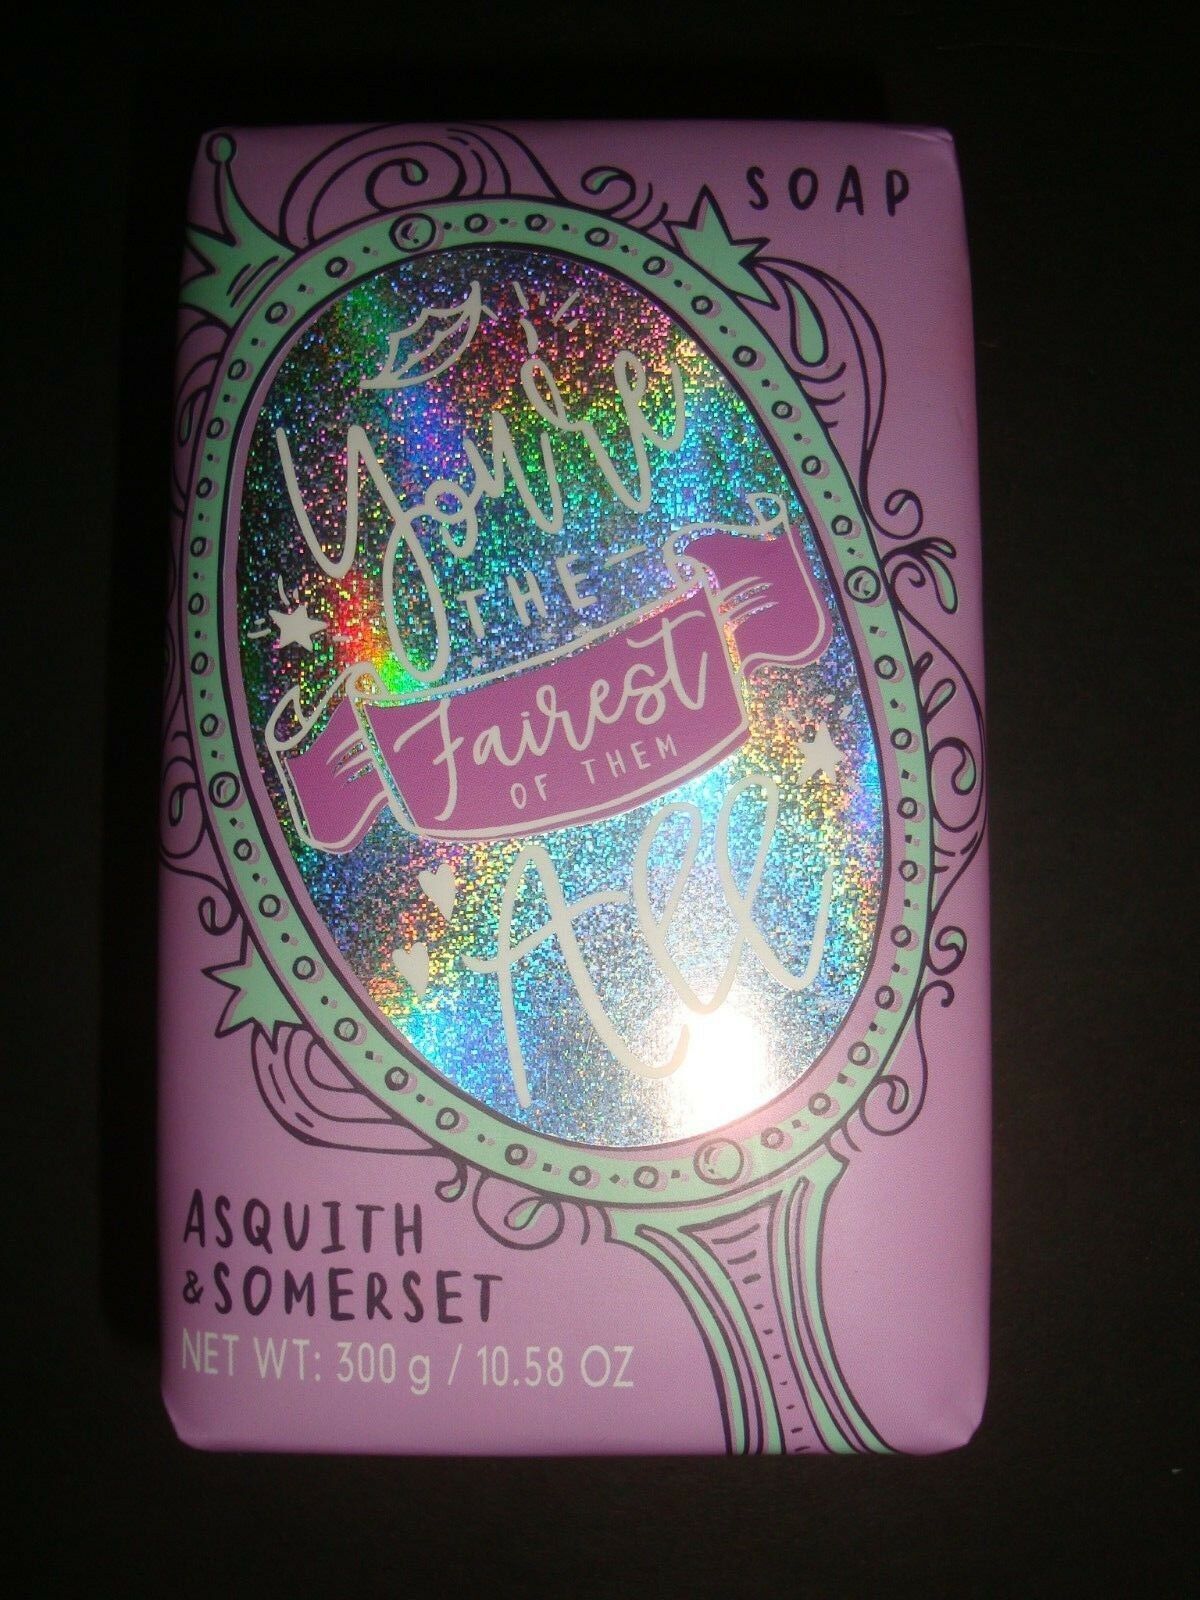 SOAP
You're
THE
Fairest
OF THEM
All
ASQUITH
& SOMERSET
NET WT: 300 g / 10.58 OZ